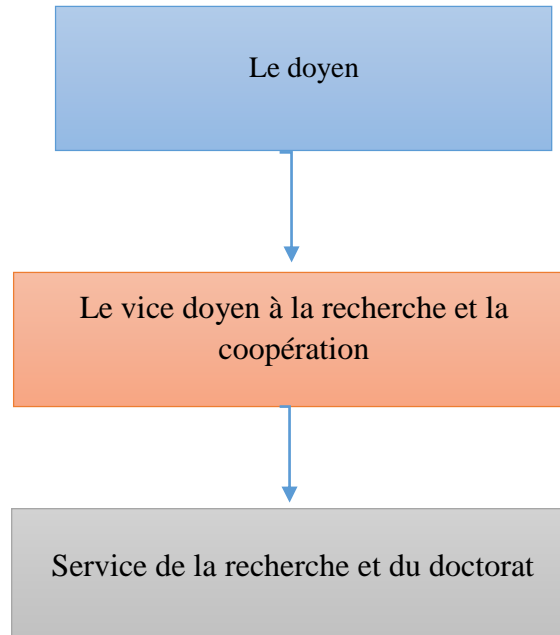 Le doyen
Le vice doyen à la recherche et la
coopération
Service de la recherche et du doctorat